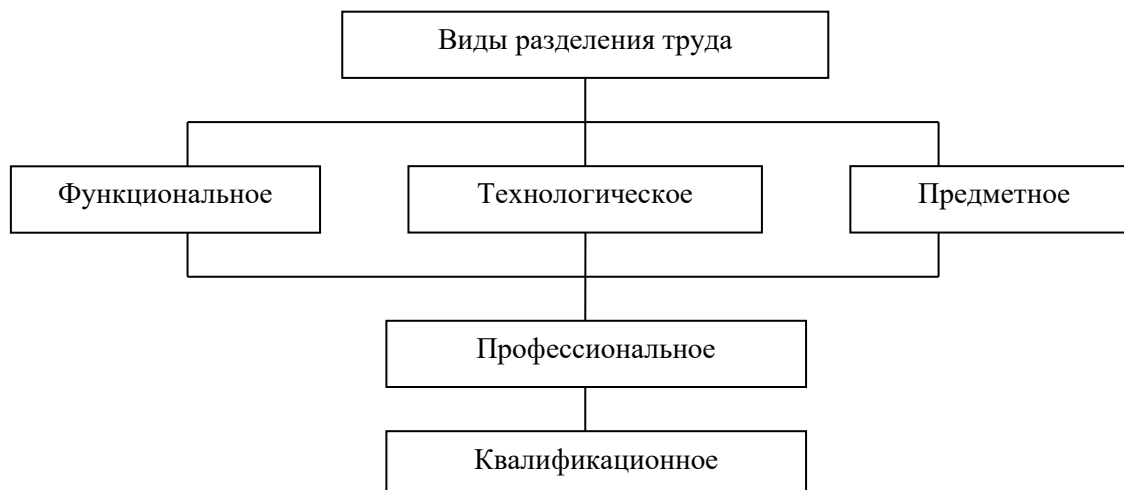 Виды разделения труда
Функциональное
Технологическое
Предметное
Профессиональное
Квалификационное